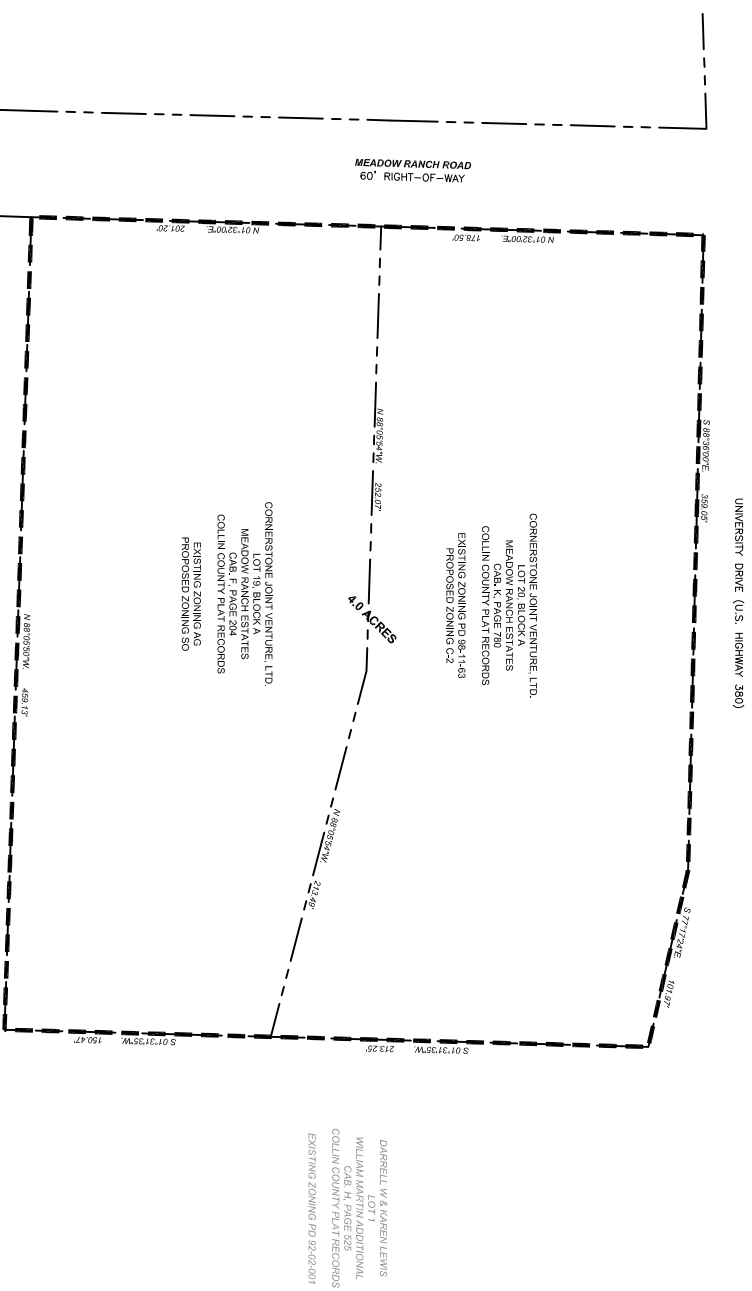 UNIVERSITY DRIVE (U.S. HIGHWAY 380)
MEADOW RANCH ROAD
60' RIGHT-OF-WAY
N 01°32'00"E. 201.20'
N 01°32'00"E. 178.50'
S 88°36'00"E. 359.05'
S 77°17'24"E. 101.97'
N 88°05'54"W. 252.07'
N 88°05'54"W. 213.49'
N 88°05'50"W. 459.13'
S 01°31'35"W. 150.47'
S 01°31'35"W. 213.25'
4.0 ACRES
CORNERSTONE JOINT VENTURE, LTD.
LOT 20, BLOCK A
MEADOW RANCH ESTATES
CAB. K, PAGE 780
COLLIN COUNTY PLAT RECORDS
EXISTING ZONING PD 98-11-63
PROPOSED ZONING C-2
CORNERSTONE JOINT VENTURE, LTD.
LOT 19, BLOCK A
MEADOW RANCH ESTATES
CAB. F, PAGE 204
COLLIN COUNTY PLAT RECORDS
EXISTING ZONING AG
PROPOSED ZONING SO
DARRELL W & KAREN LEWIS
LOT 1
WILLIAM MARTIN ADDITIONAL
CAB. H, PAGE 525
COLLIN COUNTY PLAT RECORDS
EXISTING ZONING PD 92-02-001